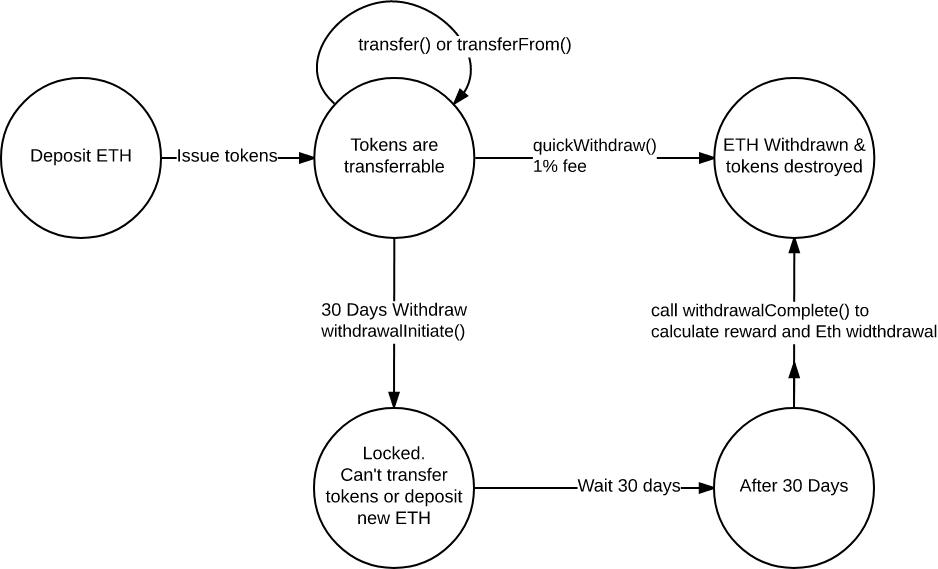 transfer() or transferFrom()
Deposit ETH
Issue tokens
Tokens are
transferrable
quickWithdraw()
1% fee
ETH Withdrawn &
tokens destroyed
30 Days Withdraw
withdrawalInitiate()
call withdrawalComplete() to
calculate reward and Eth widthdrawal
Locked.
Can't transfer
tokens or deposit
new ETH
Wait 30 days
After 30 Days